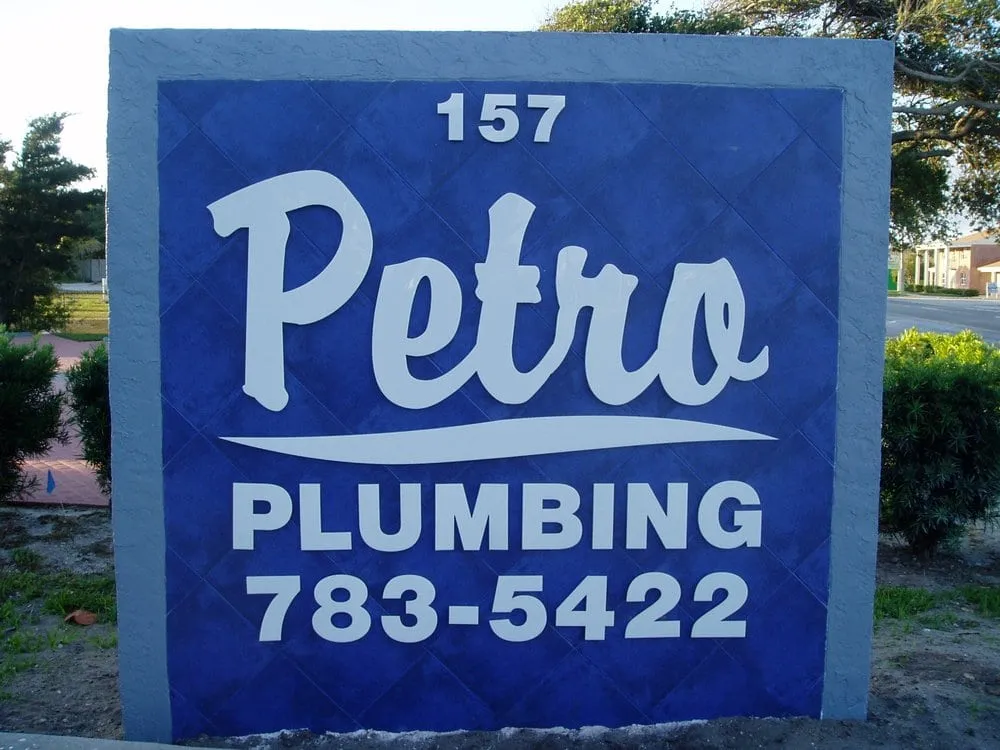 157
Petro
PLUMBING
783-5422